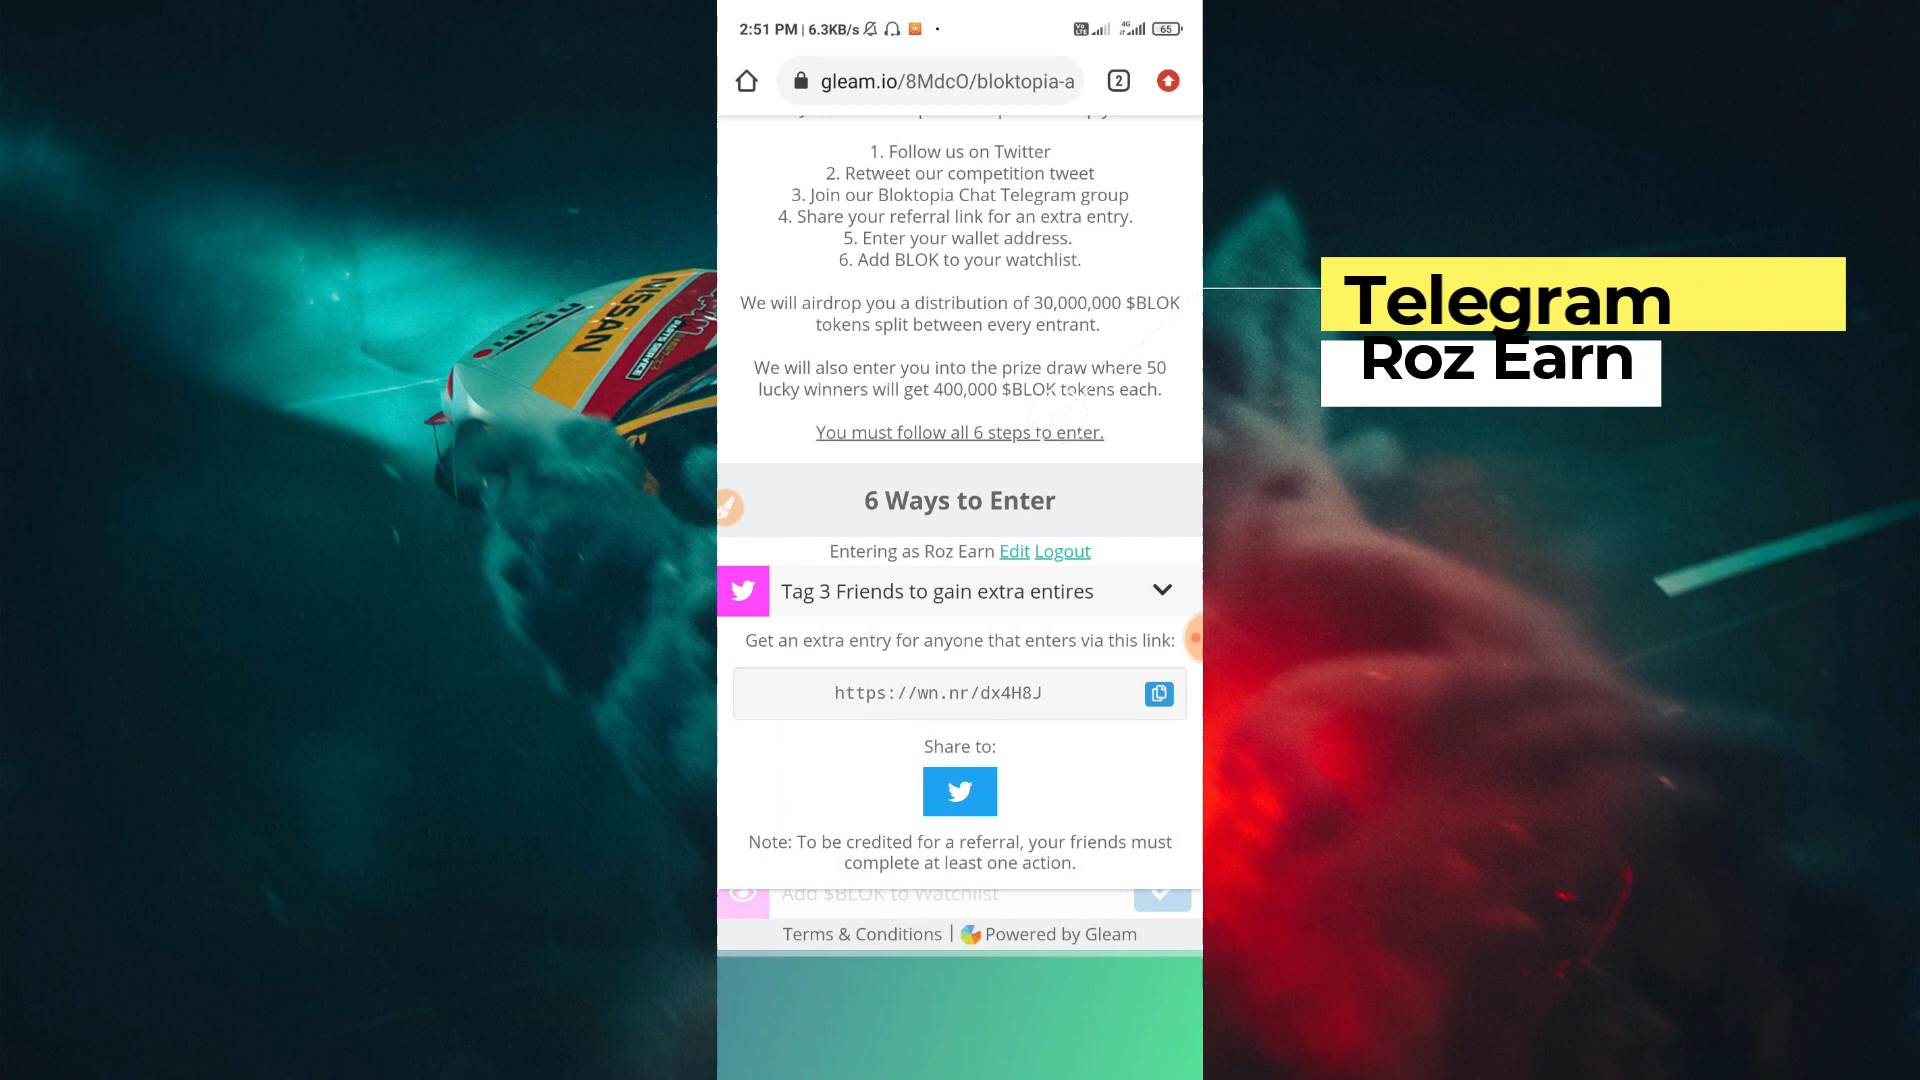 2:51 PM | 6.3KB/s
Vo LTE
4G
65
gleam.io/8MdcO/bloktopia-a
2
1. Follow us on Twitter
2. Retweet our competition tweet
3. Join our Bloktopia Chat Telegram group
4. Share your referral link for an extra entry.
5. Enter your wallet address.
6. Add BLOK to your watchlist.
We will airdrop you a distribution of 30,000,000 $BLOK
tokens split between every entrant.
We will also enter you into the prize draw where 50
lucky winners will get 400,000 $BLOK tokens each.
You must follow all 6 steps to enter.
6 Ways to Enter
Entering as Roz Earn Edit Logout
Tag 3 Friends to gain extra entires
Get an extra entry for anyone that enters via this link:
https://wn.nr/dx4H8J
Share to:
Note: To be credited for a referral, your friends must
complete at least one action.
Add $BLOK to Watchlist
Terms & Conditions | Powered by Gleam
Telegram
Roz Earn
NISSAN
PARTS SERVICE